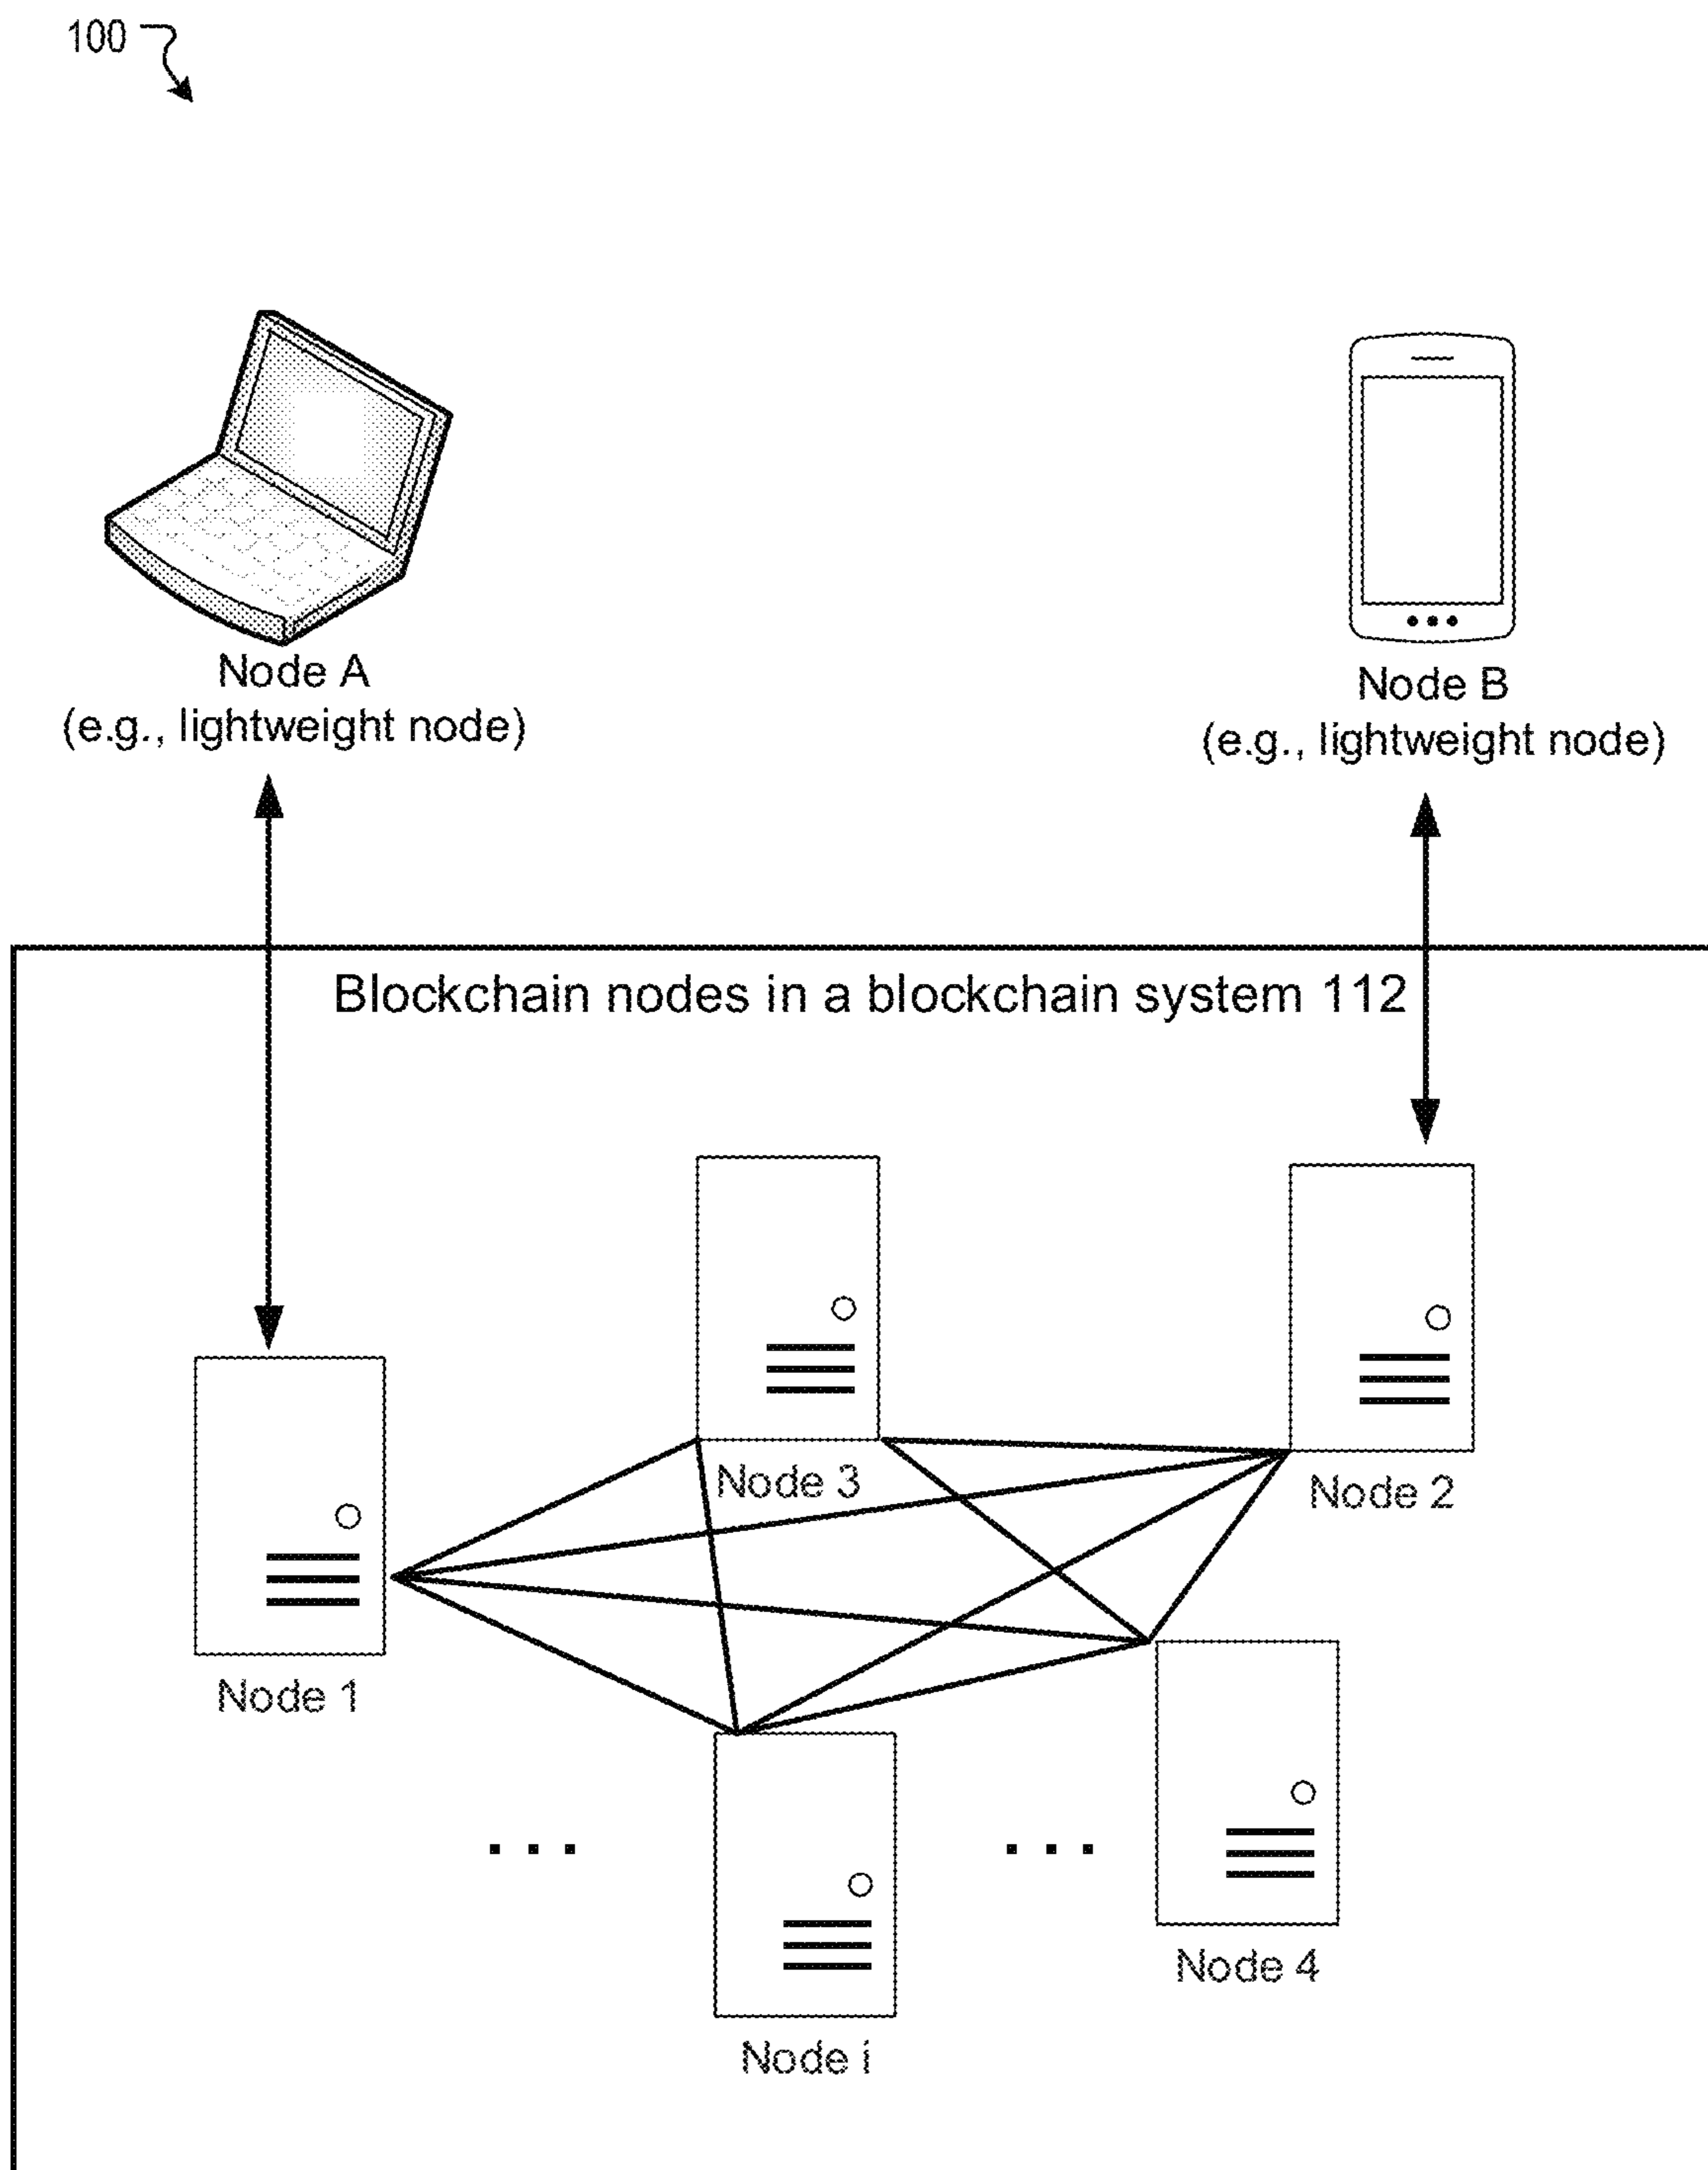 100
Node A
(e.g., lightweight node)
Node B
(e.g., lightweight node)
Blockchain nodes in a blockchain system 112
Node 3
Node 2
Node 1
Node 4
Node i